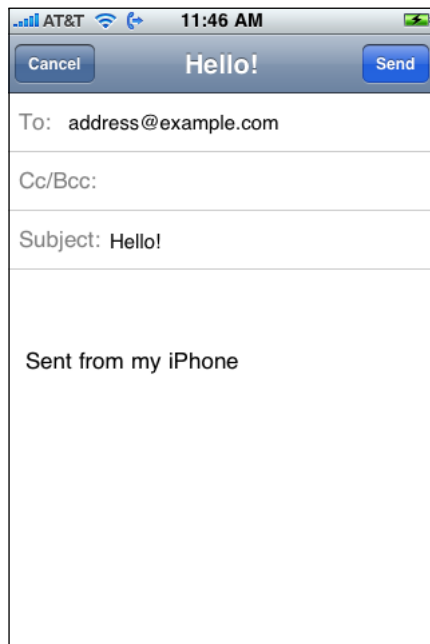 AT&T 11:46 AM
Cancel Hello! Send
To: address@example.com
Cc/Bcc:
Subject: Hello!
Sent from my iPhone